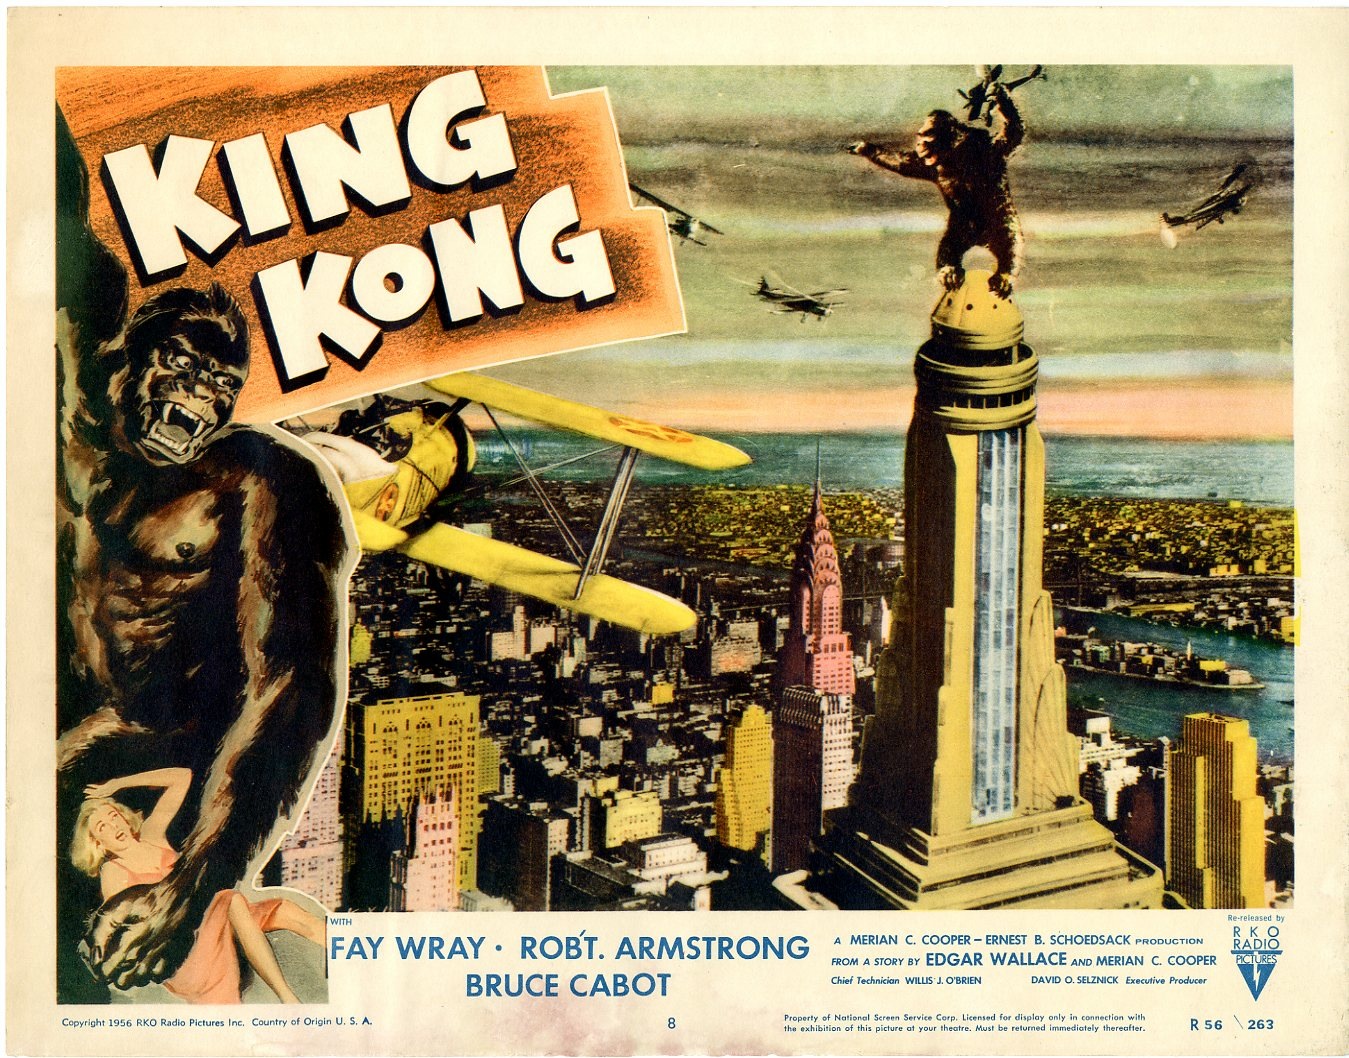 KING
KONG
WITH
FAY WRAY · ROB'T. ARMSTRONG
BRUCE CABOT
A MERIAN C. COOPER – ERNEST B. SCHOEDSACK PRODUCTION
FROM A STORY BY EDGAR WALLACE AND MERIAN C. COOPER
Chief Technician WILLIS J. O'BRIEN DAVID O. SELZNICK Executive Producer
Re-released by
RKO
RADIO
PICTURES
Copyright 1956 RKO Radio Pictures Inc. Country of Origin U. S. A.
8
Property of National Screen Service Corp. Licensed for display only in connection with
the exhibition of this picture at your theatre. Must be returned immediately thereafter.
R 56 \ 263